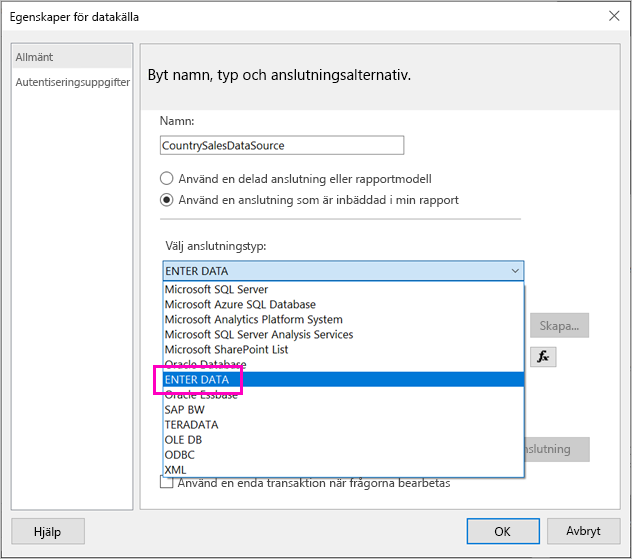 Egenskaper för datakälla
Allmänt
Autentiseringsuppgifter
Byt namn, typ och anslutningsalternativ.
Namn:
CountrySalesDataSource
Använd en delad anslutning eller rapportmodell
Använd en anslutning som är inbäddad i min rapport
Välj anslutningstyp:
ENTER DATA
Microsoft SQL Server
Microsoft Azure SQL Database
Microsoft Analytics Platform System
Microsoft SQL Server Analysis Services
Microsoft SharePoint List
Oracle Database
ENTER DATA
Oracle Essbase
SAP BW
TERADATA
OLE DB
ODBC
XML
Skapa...
fx
Använd en enda transaktion när frågorna bearbetas
Hjälp
OK
Avbryt